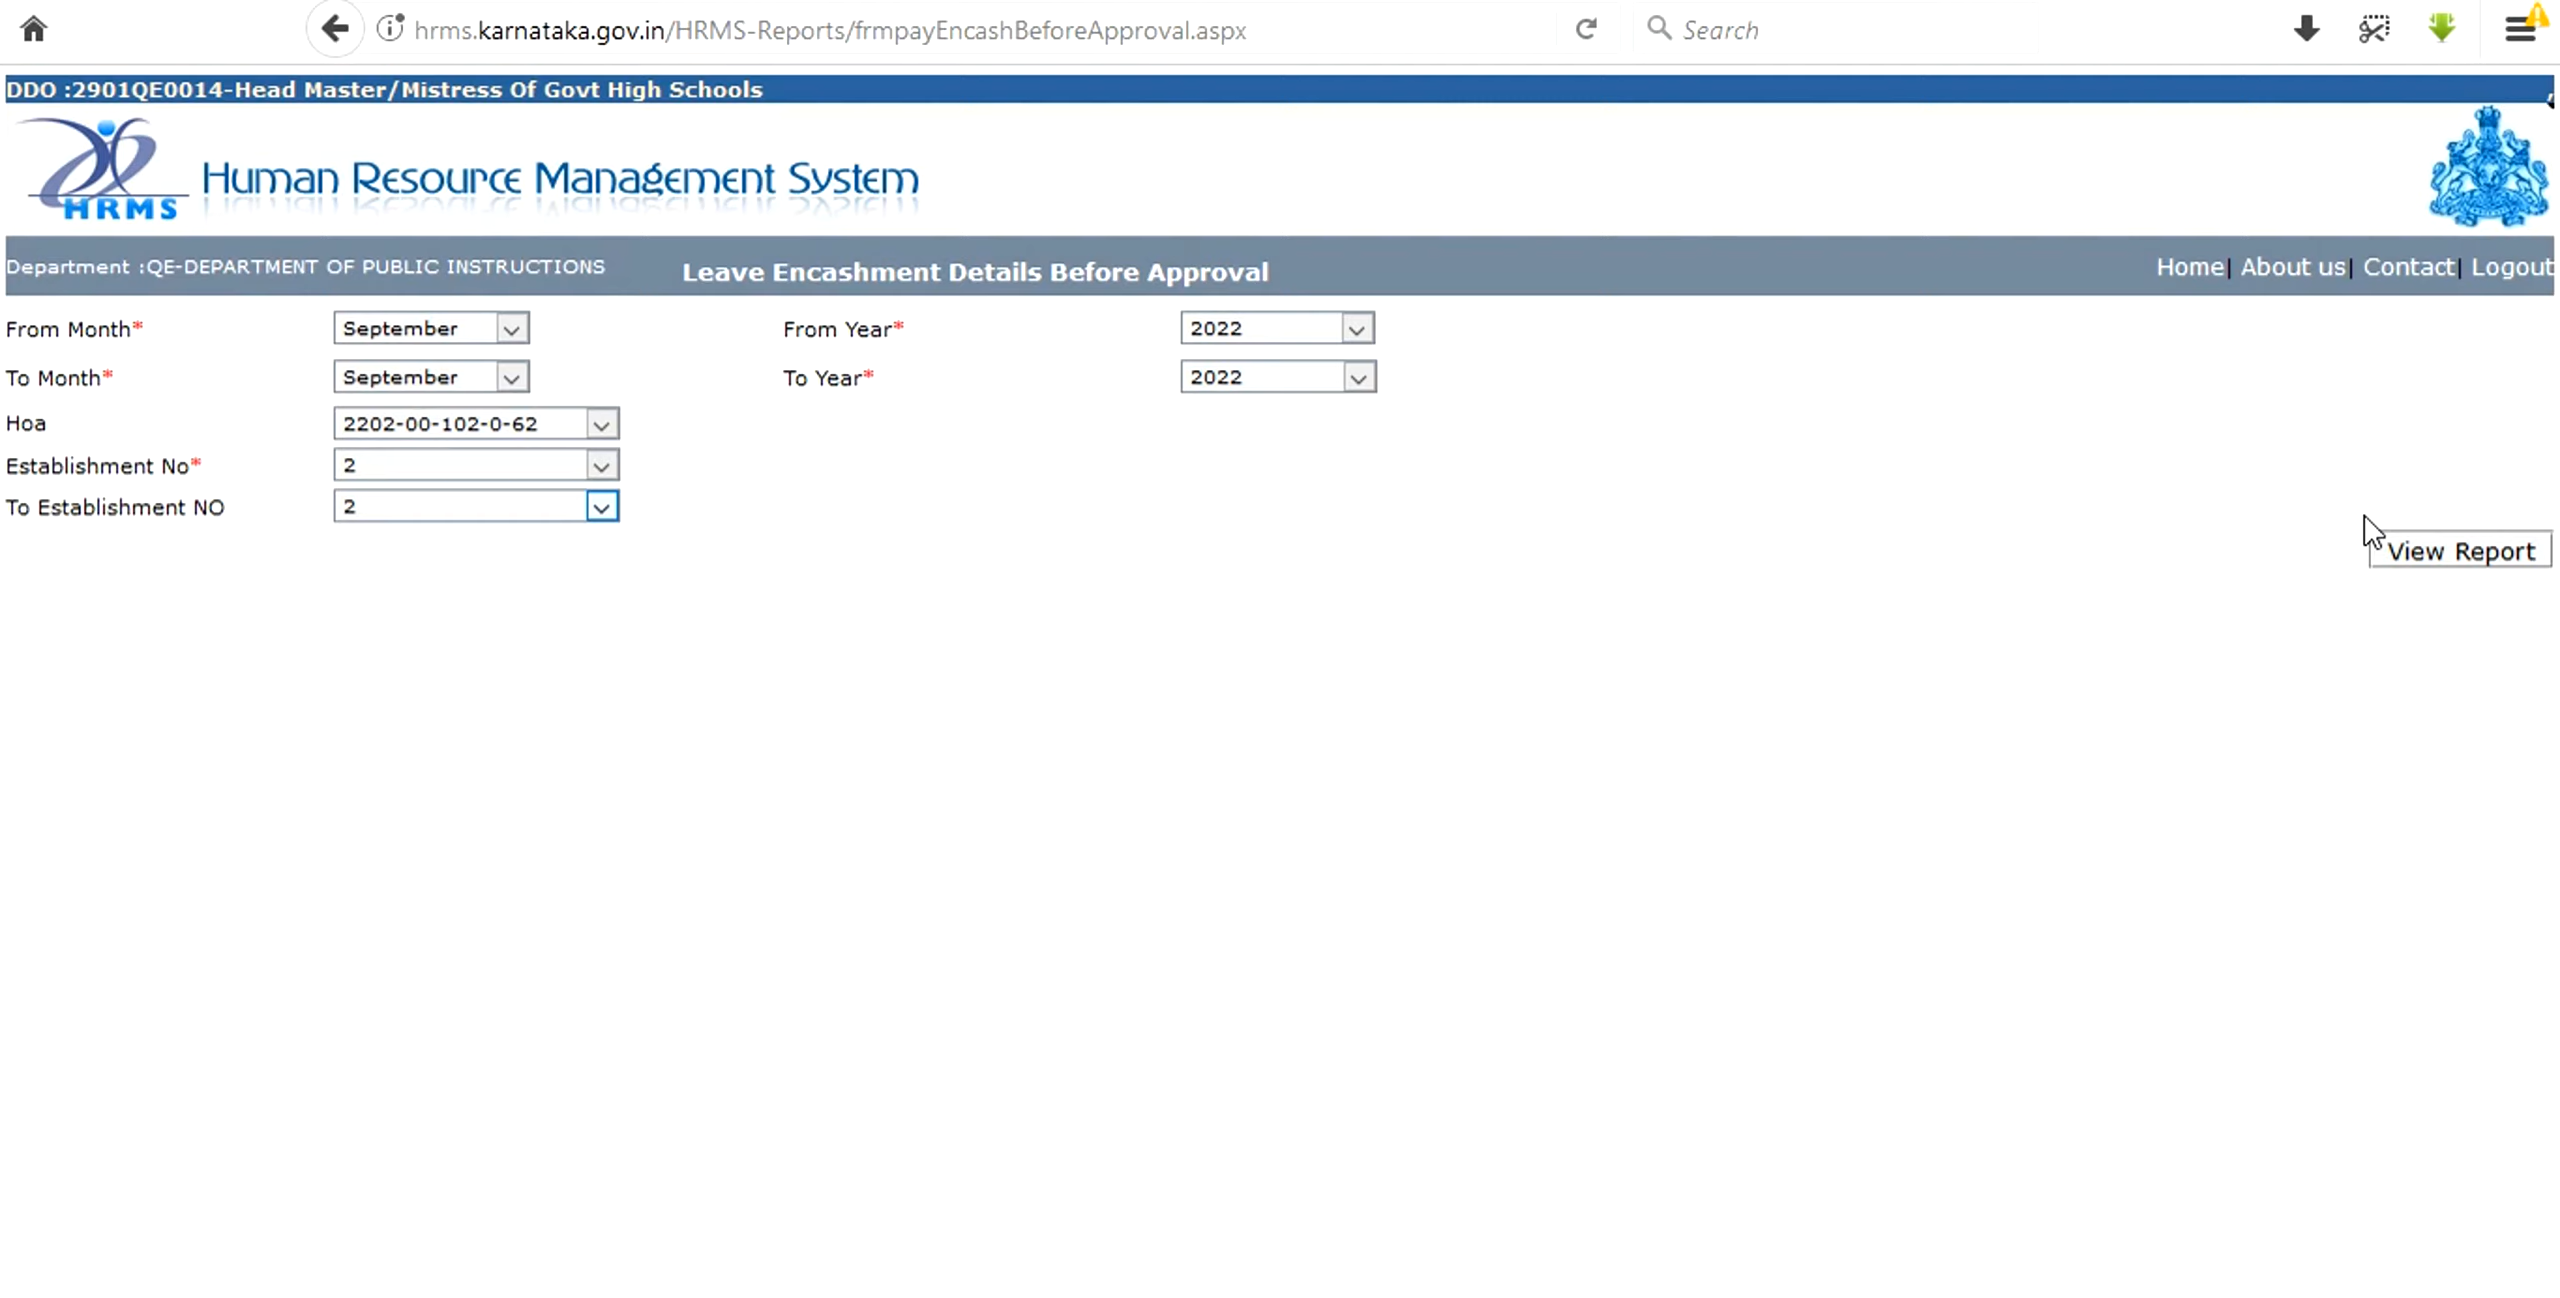 hrms.karnataka.gov.in/HRMS-Reports/frmpayEncashBeforeApproval.aspx
Search
DDO :2901QE0014-Head Master/Mistress Of Govt High Schools
HRMS
Human Resource Management System
Department :QE-DEPARTMENT OF PUBLIC INSTRUCTIONS
Leave Encashment Details Before Approval
Home| About us| Contact| Logout
From Month* September From Year* 2022
To Month* September To Year* 2022
Hoa 2202-00-102-0-62
Establishment No* 2
To Establishment NO 2
View Report